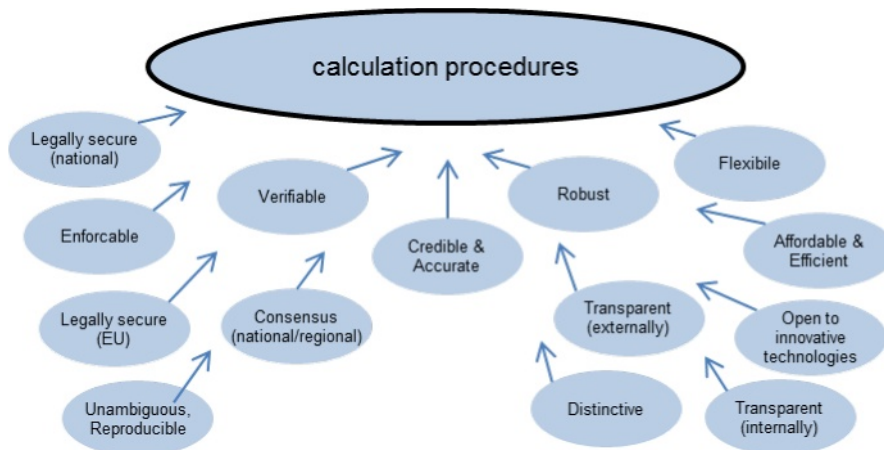 calculation procedures
Legally secure
(national)
Flexibile
Verifiable
Robust
Enforcable
Credible &
Accurate
Affordable &
Efficient
Legally secure
(EU)
Consensus
(national/regional)
Transparent
(externally)
Open to
innovative
technologies
Unambiguous,
Reproducible
Distinctive
Transparent
(internally)